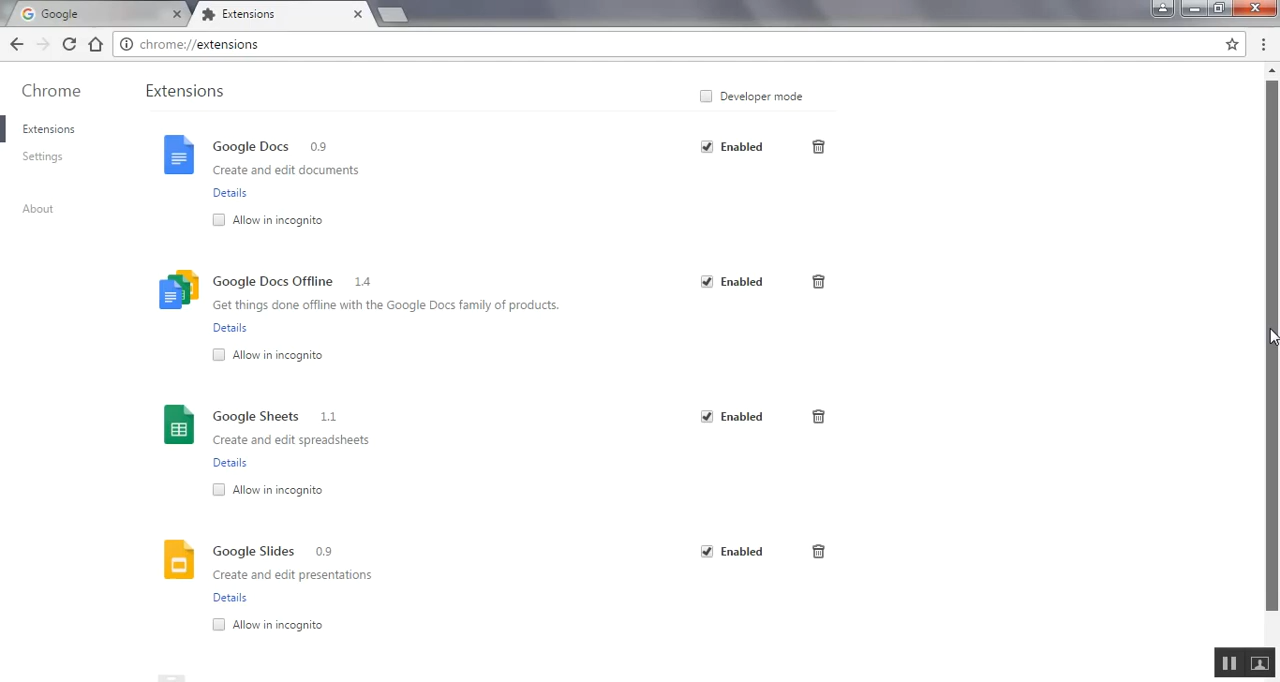 Google
Extensions
chrome://extensions
Chrome
Extensions
Developer mode
Extensions
Settings
About
Google Docs 0.9
Enabled
Create and edit documents
Details
Allow in incognito
Google Docs Offline 1.4
Enabled
Get things done offline with the Google Docs family of products.
Details
Allow in incognito
Google Sheets 1.1
Enabled
Create and edit spreadsheets
Details
Allow in incognito
Google Slides 0.9
Enabled
Create and edit presentations
Details
Allow in incognito